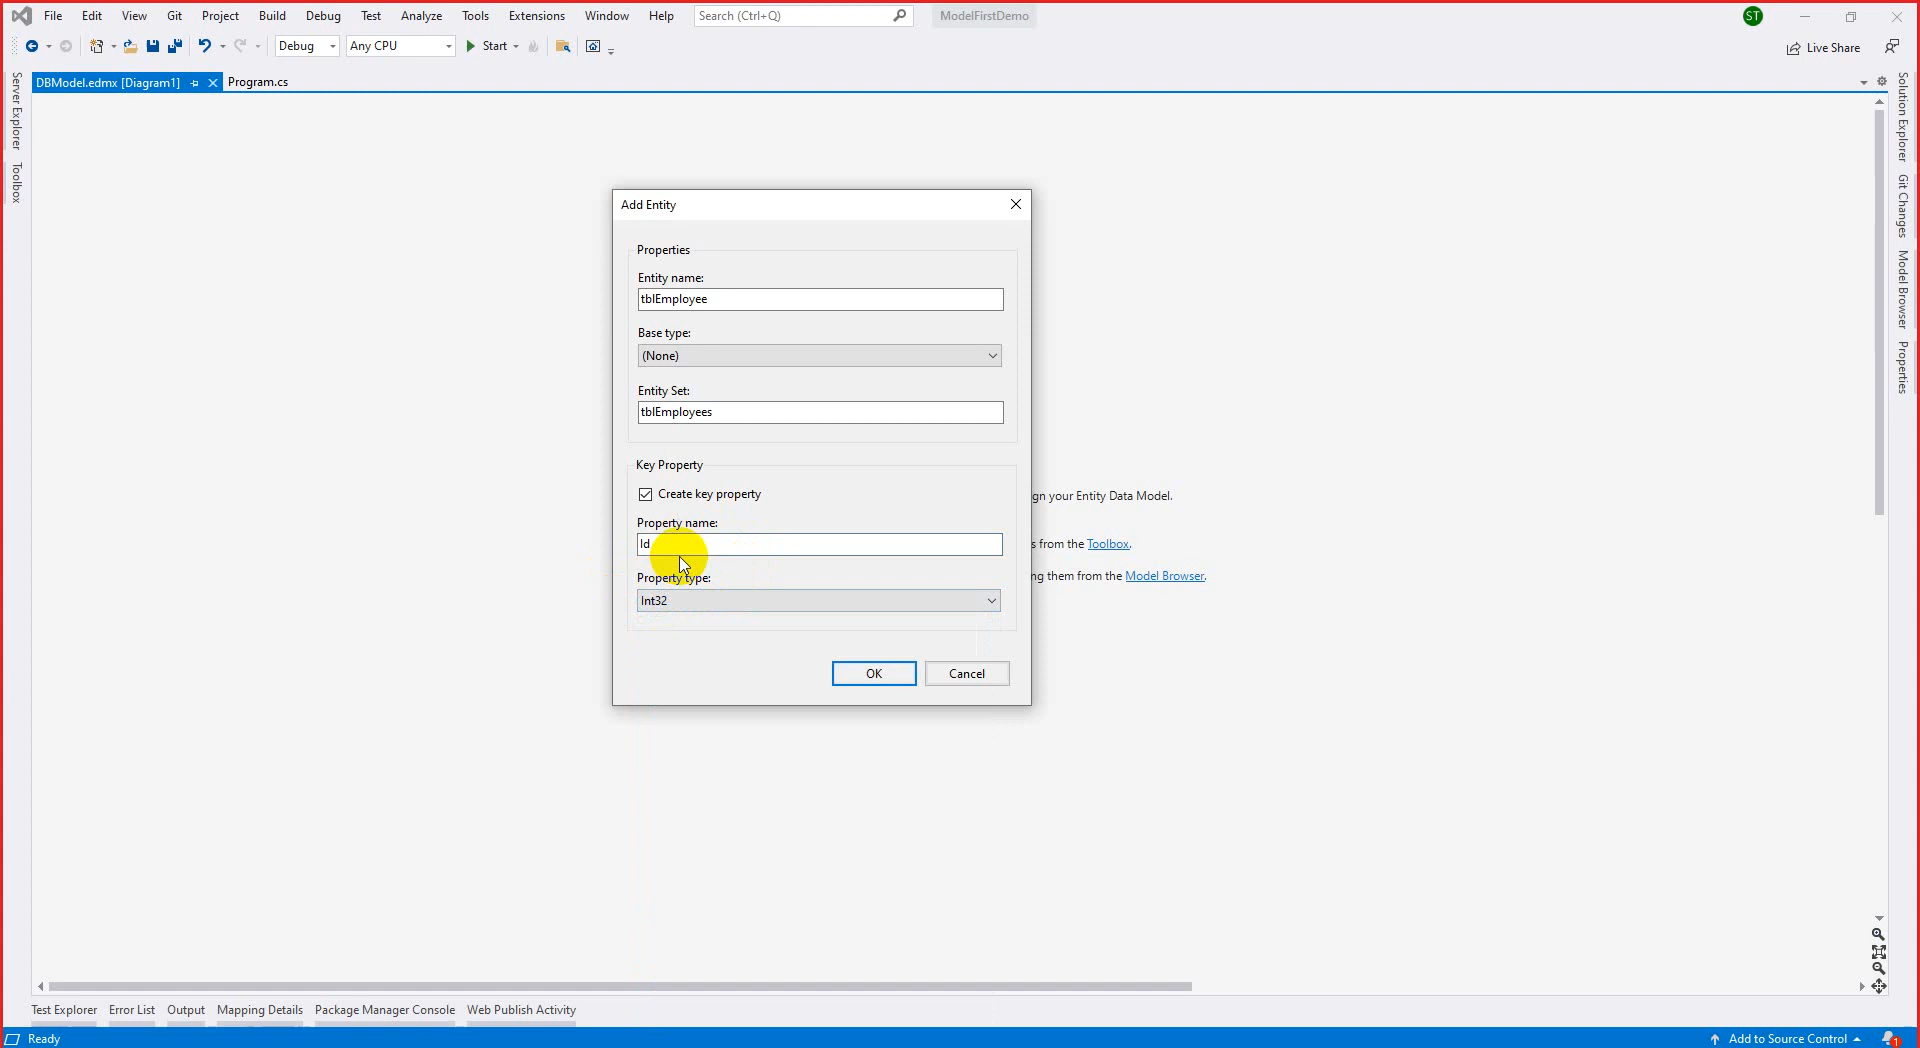 File Edit View Git Project Build Debug Test Analyze Tools Extensions Window Help Search (Ctrl+Q) ModelFirstDemo ST
Debug Any CPU Start Live Share
DBModel.edmx [Diagram1] Program.cs
Server Explorer
Toolbox
Solution Explorer
Git Changes
Model Browser
Properties
Add Entity
Properties
Entity name:
tblEmployee
Base type:
(None)
Entity Set:
tblEmployees
Key Property
Create key property
Property name:
Id
Property type:
Int32
OK Cancel
gn your Entity Data Model.
s from the Toolbox.
ng them from the Model Browser.
Test Explorer Error List Output Mapping Details Package Manager Console Web Publish Activity
Ready Add to Source Control 1